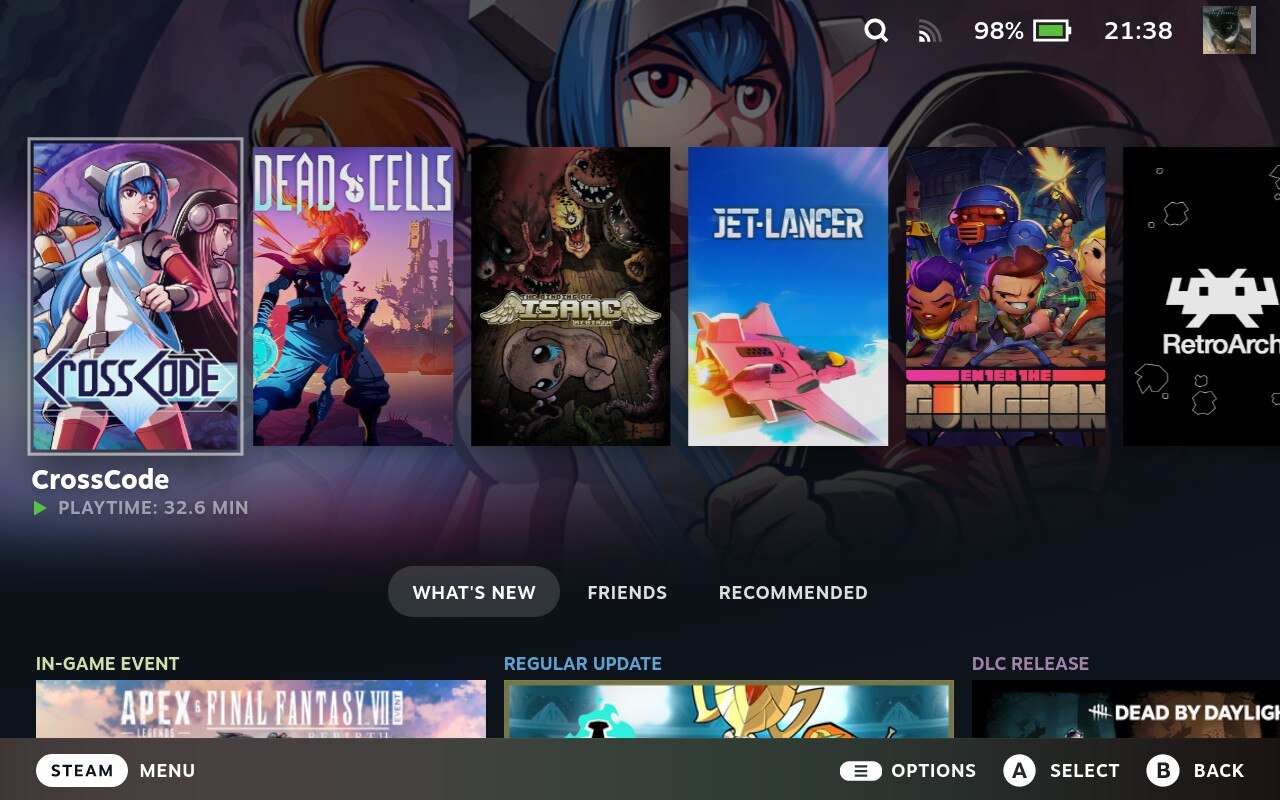 98%
21:38
CROSSCODE
DEAD CELLS
THE BINDING OF
ISAAC
REBIRTH
JET-LANCER
ENTER THE
GUNGEON
RetroArch
CrossCode
PLAYTIME: 32.6 MIN
WHAT'S NEW
FRIENDS
RECOMMENDED
IN-GAME EVENT
REGULAR UPDATE
DLC RELEASE
APEX & FINAL FANTASY VII EVENT
LEGENDS
REBIRTH
DEAD BY DAYLIGH
STEAM
MENU
OPTIONS
A
SELECT
B
BACK